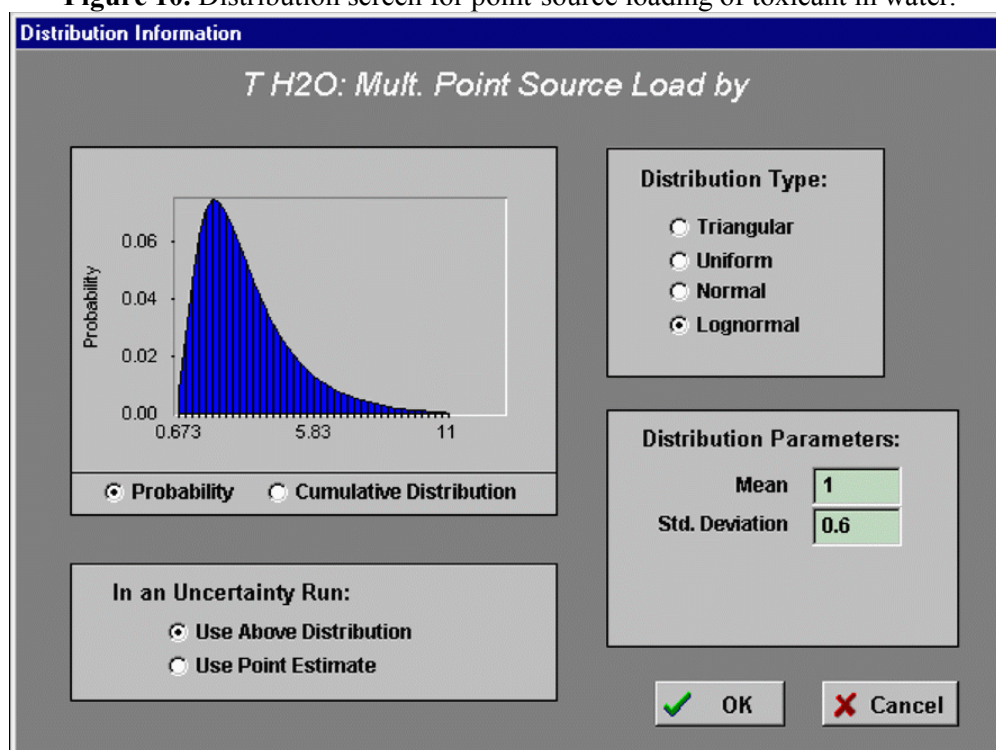 Figure 10. Distribution screen for point-source loading of toxicant in water.
Distribution Information
T H2O: Mult. Point Source Load by
Probability
0.06
0.04
0.02
0.00
0.673
5.83
11
Probability
Cumulative Distribution
In an Uncertainty Run:
Use Above Distribution
Use Point Estimate
Distribution Type:
Triangular
Uniform
Normal
Lognormal
Distribution Parameters:
Mean 1
Std. Deviation 0.6
OK
Cancel